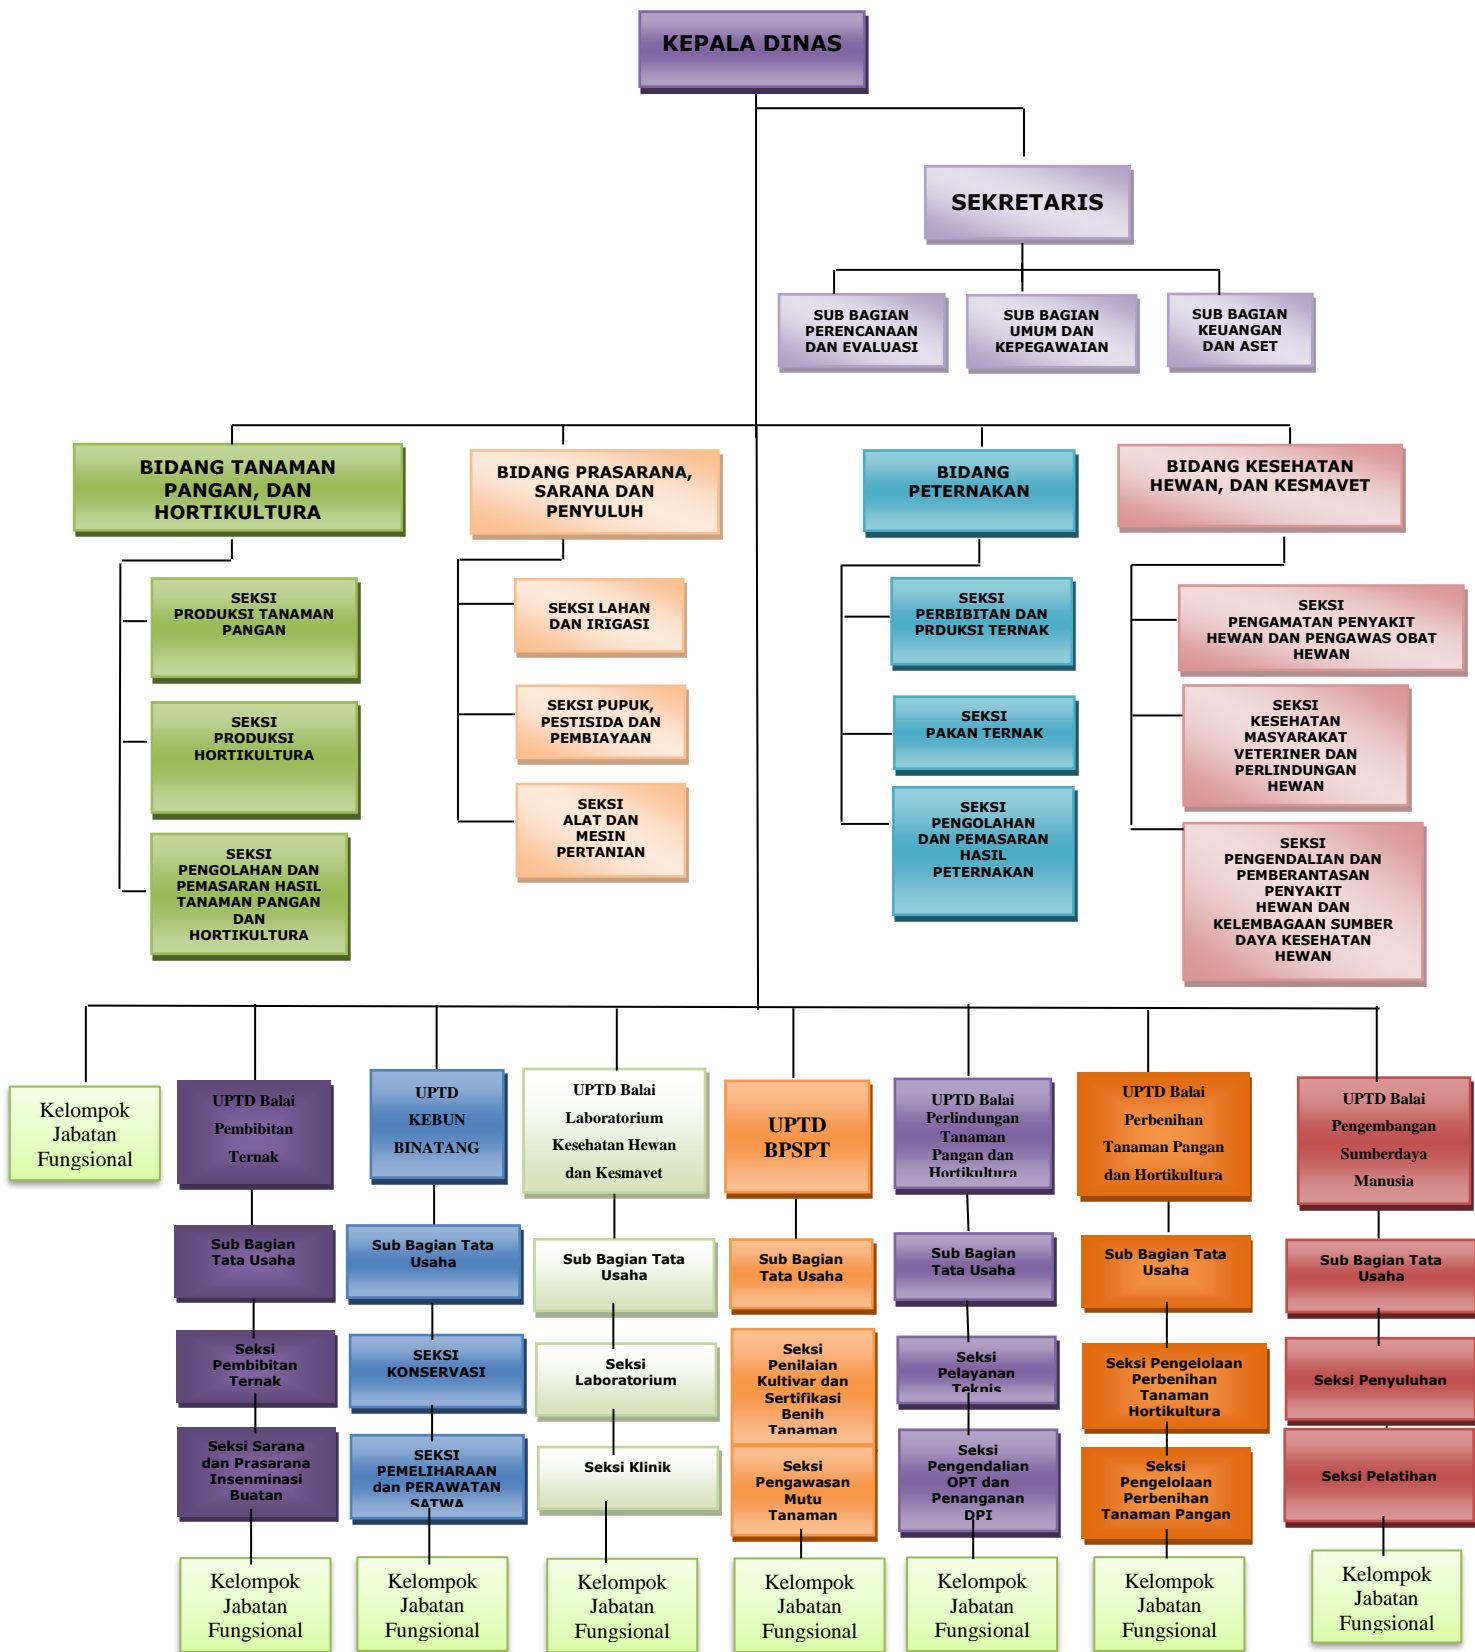 KEPALA DINAS
SEKRETARIS
SUB BAGIAN
PERENCANAAN
DAN EVALUASI
SUB BAGIAN
UMUM DAN
KEPEGAWAIAN
SUB BAGIAN
KEUANGAN
DAN ASET
BIDANG TANAMAN
PANGAN, DAN
HORTIKULTURA
BIDANG PRASARANA,
SARANA DAN
PENYULUH
BIDANG
PETERNAKAN
BIDANG KESEHATAN
HEWAN, DAN KESMAVET
SEKSI
PRODUKSI TANAMAN
PANGAN
SEKSI
PRODUKSI
HORTIKULTURA
SEKSI
PENGOLAHAN DAN
PEMASARAN HASIL
TANAMAN PANGAN
DAN
HORTIKULTURA
SEKSI LAHAN
DAN IRIGASI
SEKSI PUPUK,
PESTISIDA DAN
PEMBIAYAAN
SEKSI
ALAT DAN
MESIN
PERTANIAN
SEKSI
PERBIBITAN DAN
PRDUKSI TERNAK
SEKSI
PAKAN TERNAK
SEKSI
PENGOLAHAN
DAN PEMASARAN
HASIL
PETERNAKAN
SEKSI
PENGAMATAN PENYAKIT
HEWAN DAN PENGAWAS OBAT
HEWAN
SEKSI
KESEHATAN
MASYARAKAT
VETERINER DAN
PERLINDUNGAN
HEWAN
SEKSI
PENGENDALIAN DAN
PEMBERANTASAN
PENYAKIT
HEWAN DAN
KELEMBAGAAN SUMBER
DAYA KESEHATAN
HEWAN
Kelompok
Jabatan
Fungsional
UPTD Balai
Pembibitan
Ternak
Sub Bagian
Tata Usaha
Seksi
Pembibitan
Ternak
Seksi Sarana
dan Prasarana
Insenminasi
Buatan
Kelompok
Jabatan
Fungsional
UPTD
KEBUN
BINATANG
Sub Bagian Tata
Usaha
SEKSI
KONSERVASI
SEKSI
PEMELIHARAAN
dan PERAWATAN
SATWA
Kelompok
Jabatan
Fungsional
UPTD Balai
Laboratorium
Kesehatan Hewan
dan Kesmavet
Sub Bagian Tata
Usaha
Seksi
Laboratorium
Seksi Klinik
Kelompok
Jabatan
Fungsional
UPTD
BPSPT
Sub Bagian
Tata Usaha
Seksi
Penilaian
Kultivar dan
Sertifikasi
Benih
Tanaman
Seksi
Pengawasan
Mutu
Tanaman
Kelompok
Jabatan
Fungsional
UPTD Balai
Perlindungan
Tanaman
Pangan dan
Hortikultura
Sub Bagian
Tata Usaha
Seksi
Pelayanan
Teknis
Seksi
Pengendalian
OPT dan
Penanganan
DPI
Kelompok
Jabatan
Fungsional
UPTD Balai
Perbenihan
Tanaman Pangan
dan Hortikultura
Sub Bagian Tata
Usaha
Seksi Pengelolaan
Perbenihan
Tanaman
Hortikultura
Seksi
Pengelolaan
Perbenihan
Tanaman Pangan
Kelompok
Jabatan
Fungsional
UPTD Balai
Pengembangan
Sumberdaya
Manusia
Sub Bagian Tata
Usaha
Seksi Penyuluhan
Seksi Pelatihan
Kelompok
Jabatan
Fungsional